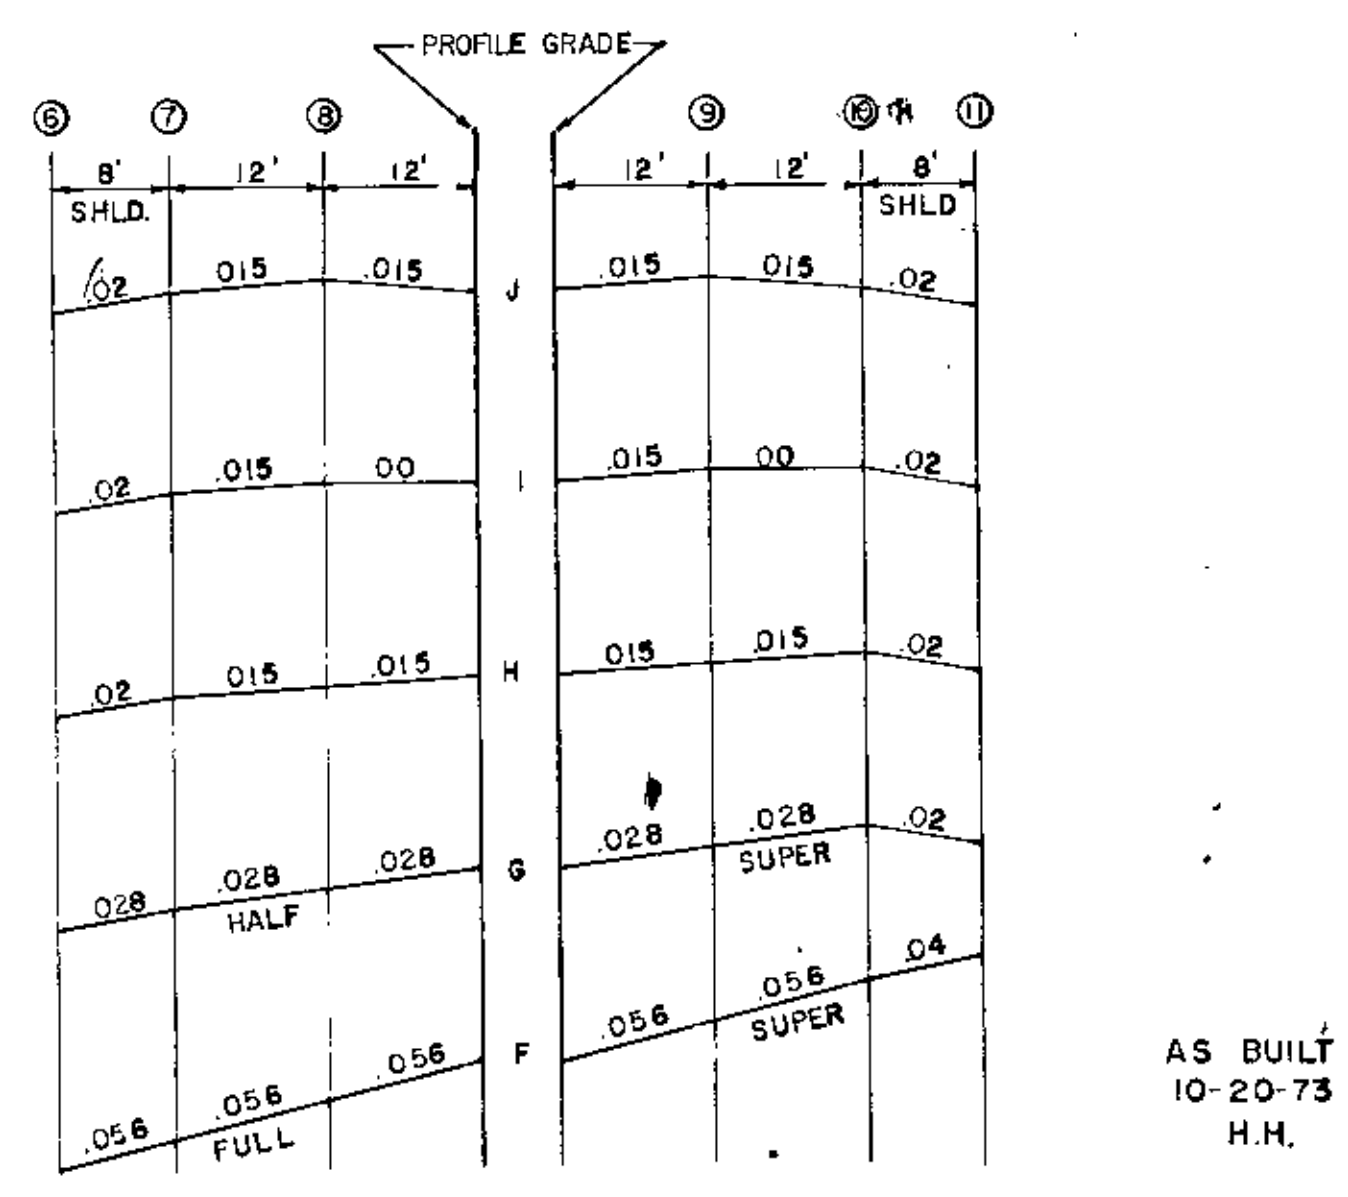 PROFILE GRADE
6 7 8 9 10 11
8' 12' 12' 12' 12' 8'
SHLD. SHLD
.02 .015 .015 J .015 .015 .02
.02 .015 00 I .015 00 .02
.02 .015 .015 H .015 .015 .02
.028 .028 .028 G .028 .028 .02
HALF SUPER
.056 .056 .056 F .056 .056 .04
FULL SUPER
AS BUILT
10-20-73
H.H.